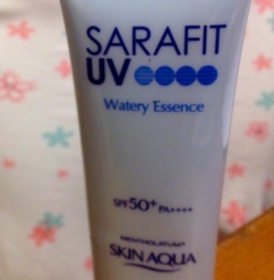 SARAFIT
UV
Watery Essence
SPF50+ PA++++
MENTHOLATUM
SKIN AQUA